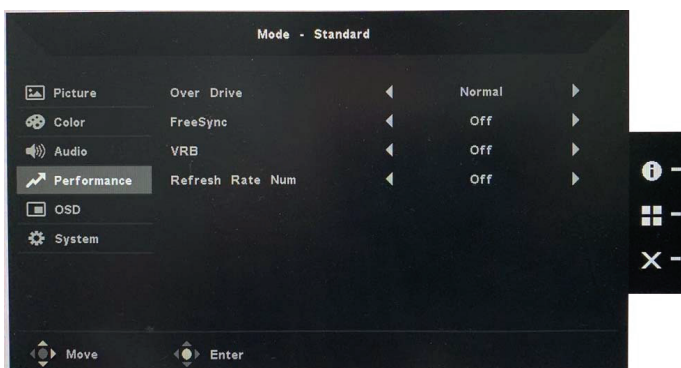 Mode - Standard
Picture
Over Drive Normal
Color
FreeSync Off
Audio
VRB Off
Performance
Refresh Rate Num Off
OSD
System
Move Enter